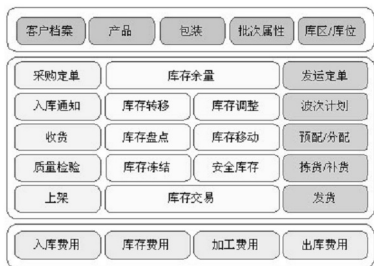 客户档案 产品 包装 批次属性 库区/库位
采购定单 库存余量 发运定单
入库通知 库存转移 库存调整 波次计划
收货 库存盘点 库存移动 预配/分配
质量检验 库存冻结 安全库存 拣货/补货
上架 库存交易 发货
入库费用 库存费用 加工费用 出库费用